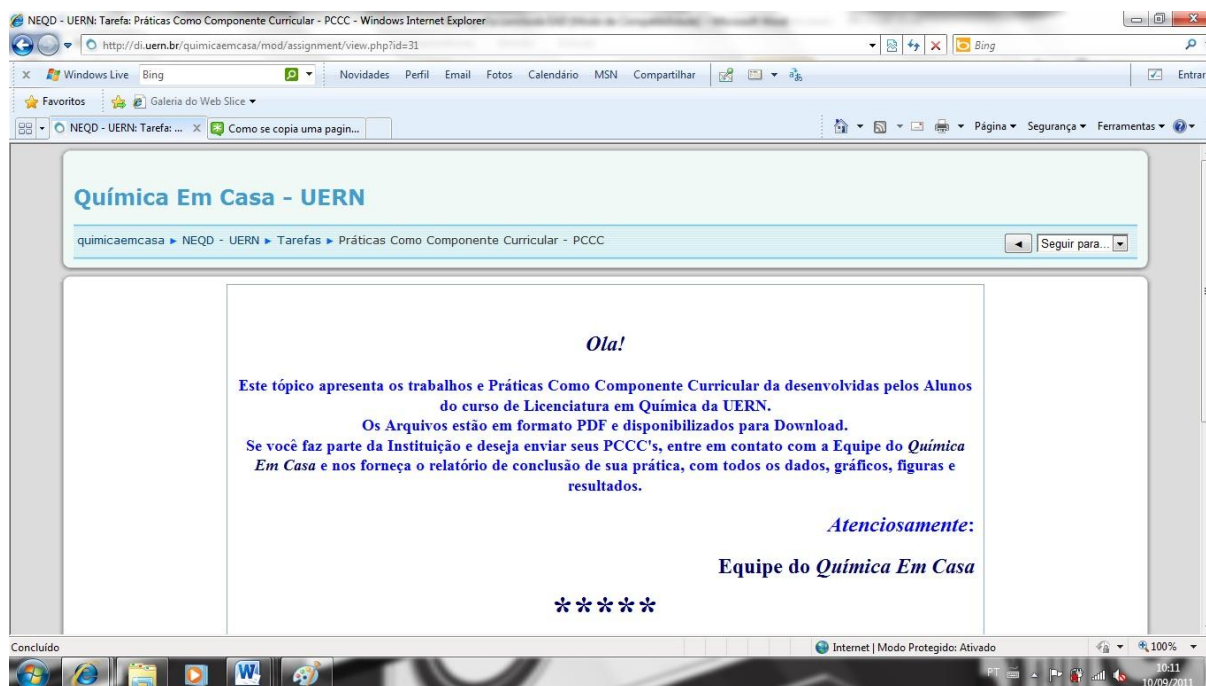 NEQD - UERN: Tarefa: Práticas Como Componente Curricular - PCCC - Windows Internet Explorer
http://di.uern.br/quimicaemcasa/mod/assignment/view.php?id=31
Bing
X Windows Live Bing Novidades Perfil Email Fotos Calendário MSN Compartilhar Entrar
Favoritos Galeria do Web Slice
NEQD - UERN: Tarefa: ... X Como se copia uma pagin... Página Segurança Ferramentas
Química Em Casa - UERN
quimicaemcasa ► NEQD - UERN ► Tarefas ► Práticas Como Componente Curricular - PCCC
◄ Seguir para...
Ola!
Este tópico apresenta os trabalhos e Práticas Como Componente Curricular da desenvolvidas pelos Alunos
do curso de Licenciatura em Química da UERN.
Os Arquivos estão em formato PDF e disponibilizados para Download.
Se você faz parte da Instituição e deseja enviar seus PCCC's, entre em contato com a Equipe do Química
Em Casa e nos forneça o relatório de conclusão de sua prática, com todos os dados, gráficos, figuras e
resultados.
Atenciosamente:
Equipe do Química Em Casa
*****
Concluído Internet | Modo Protegido: Ativado 100%
PT 10:11
10/09/2011